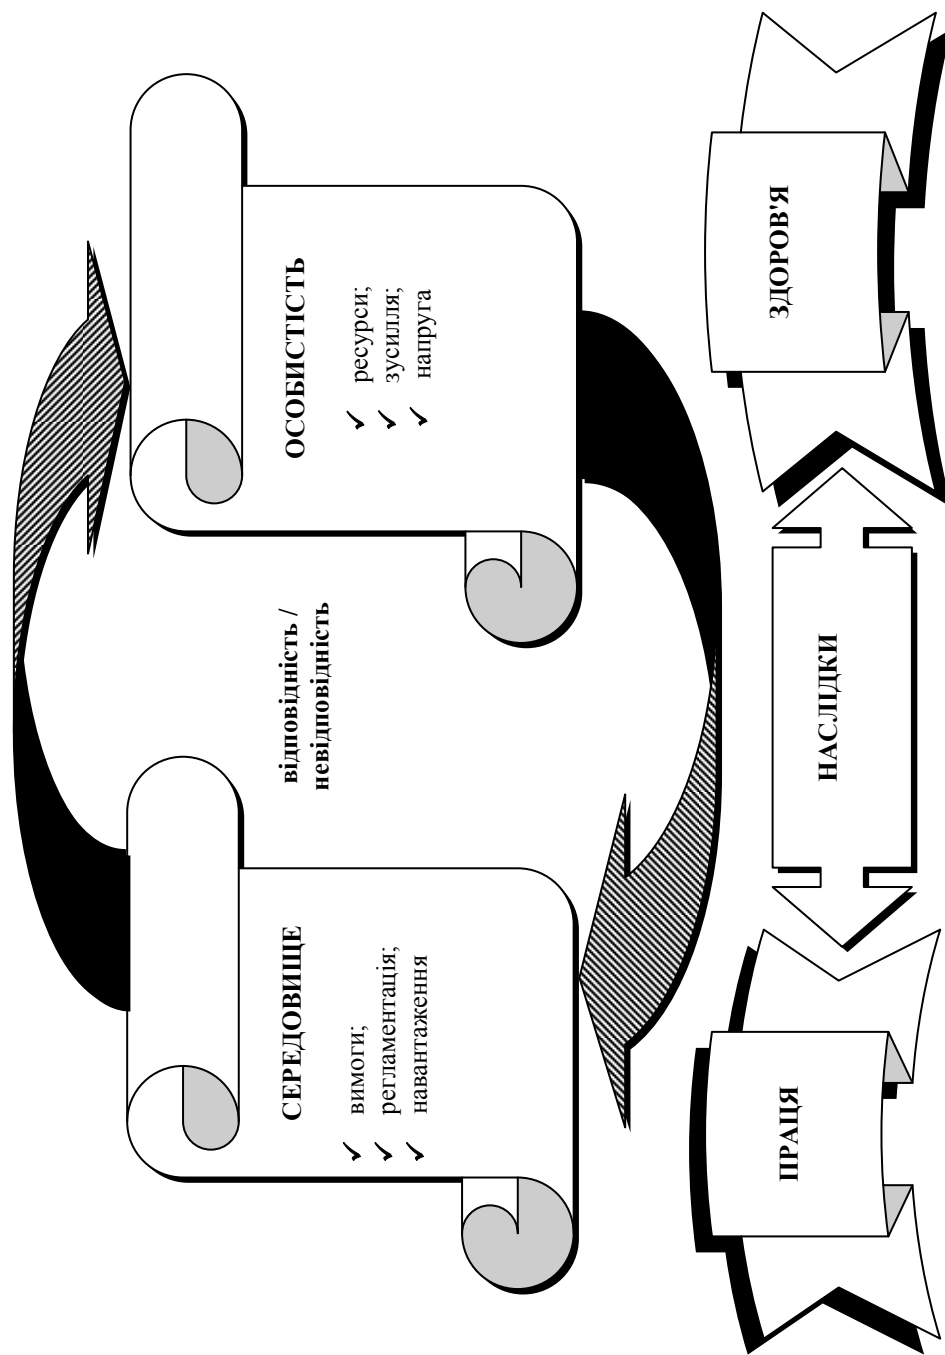 СЕРЕДОВИЩЕ
вимоги;
регламентація;
навантаження
відповідність /
невідповідність
ОСОБИСТІСТЬ
ресурси;
зусилля;
напруга
ПРАЦЯ
НАСЛІДКИ
ЗДОРОВ'Я